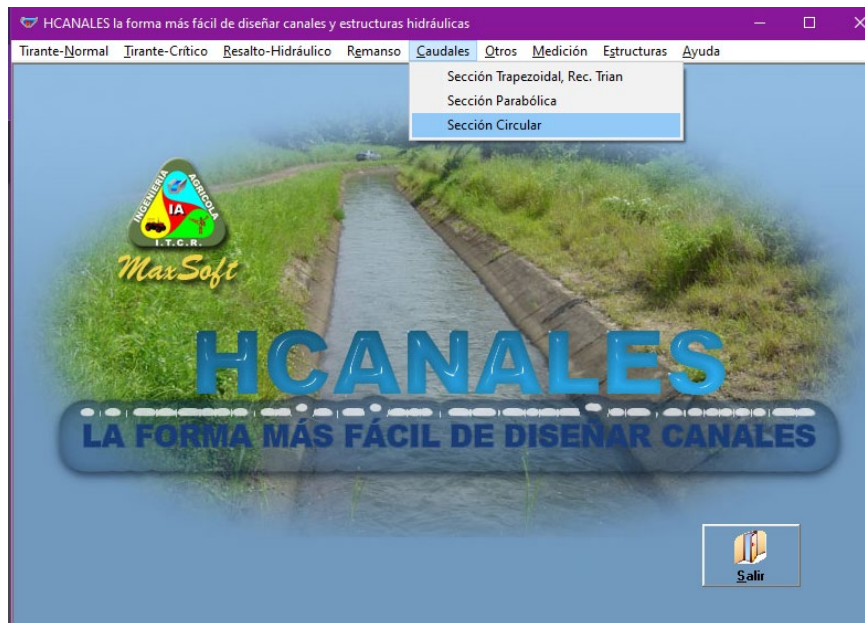 HCANALES la forma más fácil de diseñar canales y estructuras hidráulicas
Tirante-Normal Tirante-Crítico Resalto-Hidráulico Remanso Caudales Otros Medición Estructuras Ayuda
Sección Trapezoidal, Rec. Trian
Sección Parabólica
Sección Circular
INGENIERIA AGRICOLA
IA
I.T.C.R.
MaxSoft
HCANALES
LA FORMA MÁS FÁCIL DE DISEÑAR CANALES
Salir